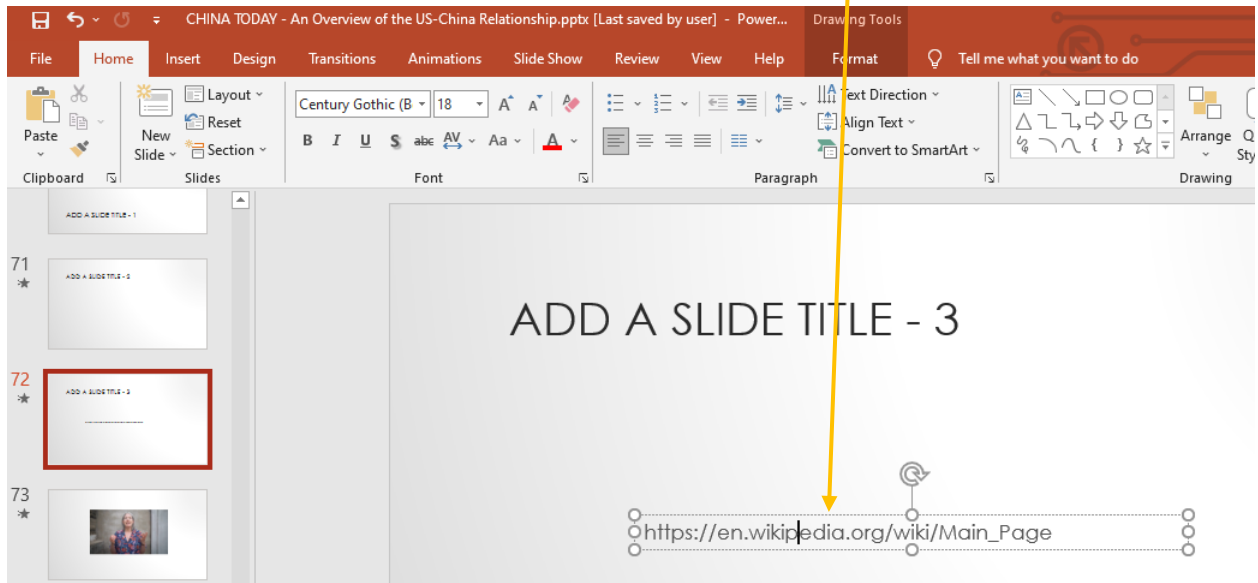 CHINA TODAY - An Overview of the US-China Relationship.pptx [Last saved by user] - Power... Drawing Tools
File Home Insert Design Transitions Animations Slide Show Review View Help Format Tell me what you want to do
Paste
New
Slide
Layout
Reset
Section
Century Gothic (B 18
B I U S abc AV Aa A
Text Direction
Align Text
Convert to SmartArt
Arrange
Clipboard Slides Font Paragraph Drawing
ADD A SLIDE TITLE - 1
71
ADD A SLIDE TITLE - 2
72
ADD A SLIDE TITLE - 3
73
ADD A SLIDE TITLE - 3
https://en.wikipedia.org/wiki/Main_Page